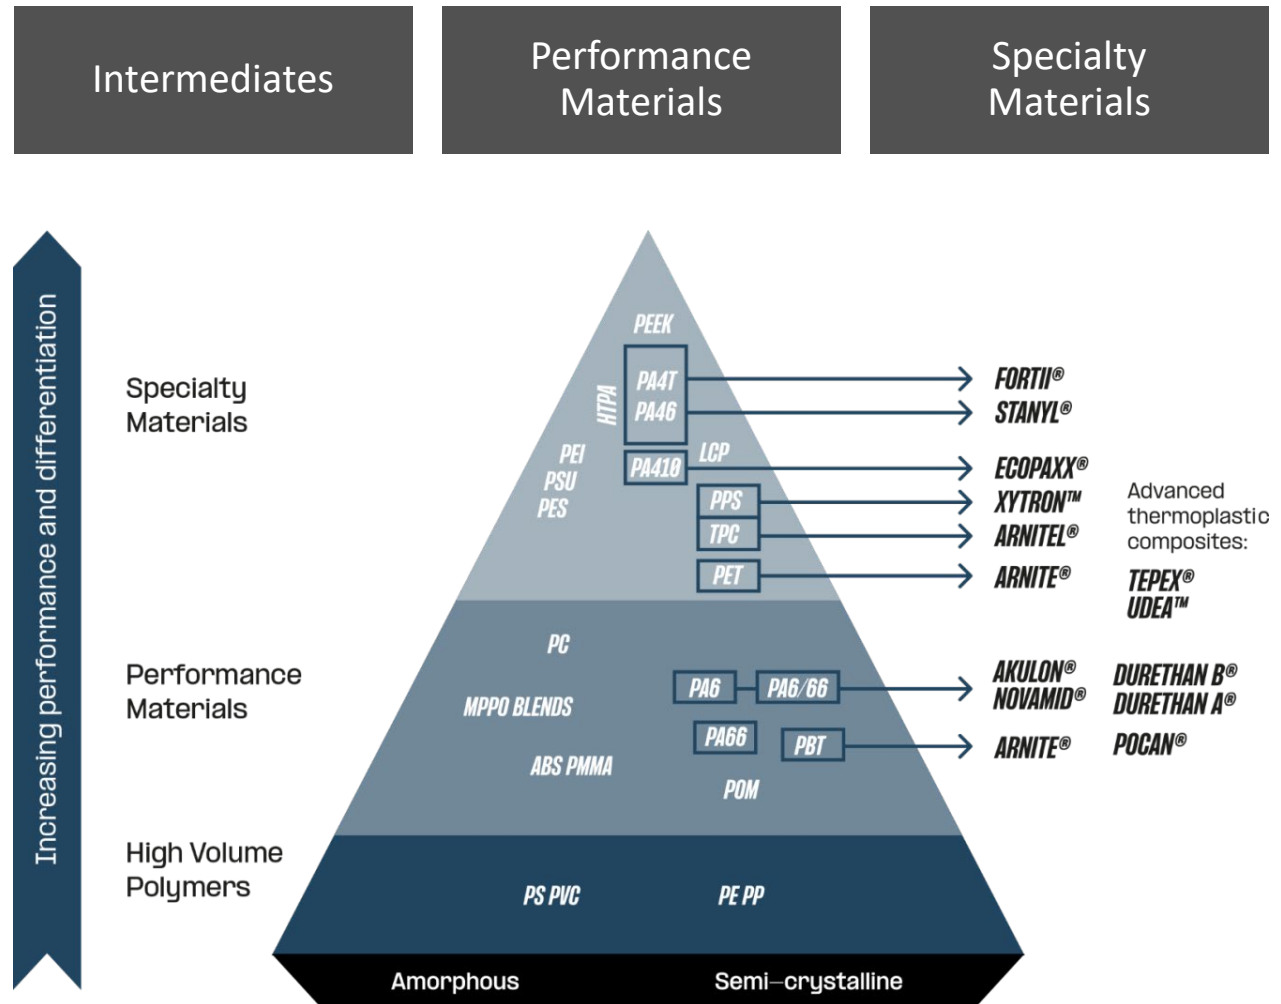 Intermediates
Performance
Materials
Specialty
Materials
Increasing performance and differentiation
Specialty
Materials
PEEK
HTPA
PA4T
PA46
PEI
PSU
PES
PA410
LCP
PPS
TPC
PET
FORTII®
STANYL®
ECOPAXX®
XYTRON™
ARNITEL®
ARNITE®
Advanced
thermoplastic
composites:
TEPEX®
UDEA™
Performance
Materials
PC
MPPO BLENDS
ABS PMMA
PA6
PA6/66
PA66
PBT
POM
AKULON®
NOVAMID®
ARNITE®
DURETHAN B®
DURETHAN A®
POCAN®
High Volume
Polymers
PS PVC
PE PP
Amorphous
Semi-crystalline